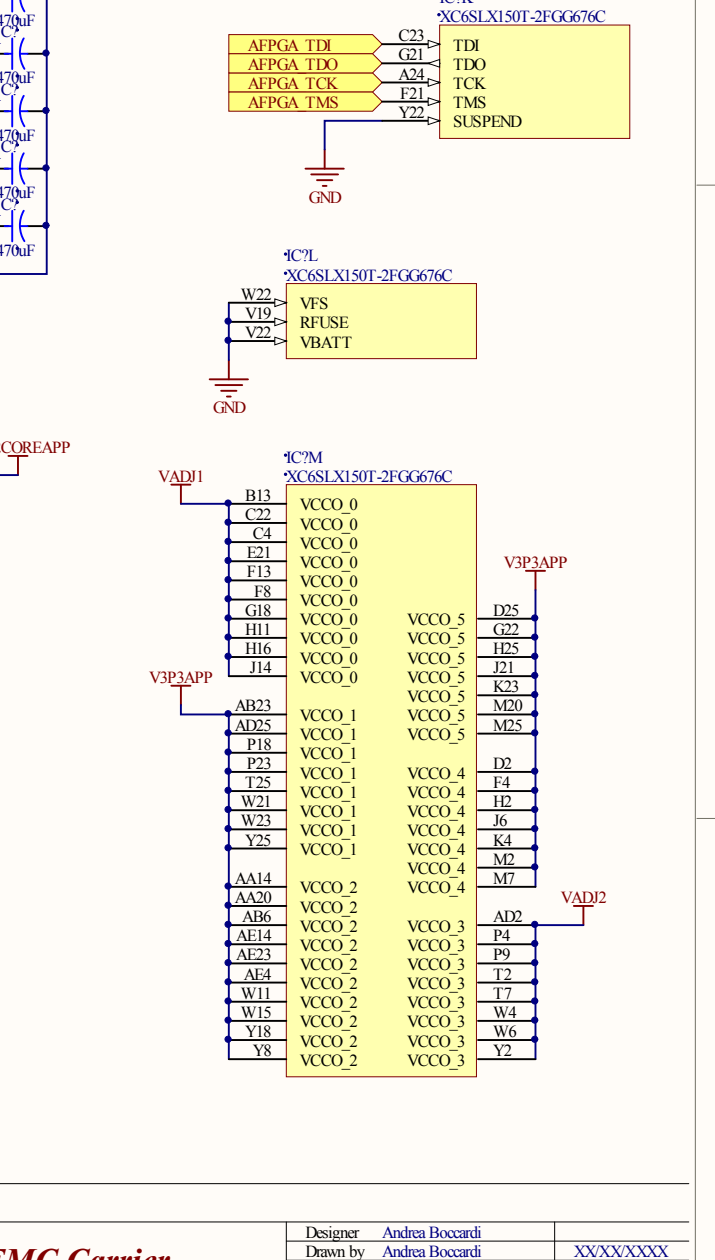 470uF
C?
470uF
C?
470uF
C?
470uF
C?
470uF
IC?K
XC6SLX150T-2FGG676C
AFPGA TDI C23 TDI
AFPGA TDO G21 TDO
AFPGA TCK A24 TCK
AFPGA TMS F21 TMS
Y22 SUSPEND
GND
IC?L
XC6SLX150T-2FGG676C
W22 VFS
V19 RFUSE
V22 VBATT
GND
COREAPP
IC?M
XC6SLX150T-2FGG676C
VADJ1
B13 VCCO_0
C22 VCCO_0
C4 VCCO_0
E21 VCCO_0
F13 VCCO_0
F8 VCCO_0
G18 VCCO_0
H11 VCCO_0
H16 VCCO_0
J14 VCCO_0
V3P3APP
AB23 VCCO_1
AD25 VCCO_1
P18 VCCO_1
P23 VCCO_1
T25 VCCO_1
W21 VCCO_1
W23 VCCO_1
Y25 VCCO_1
AA14 VCCO_2
AA20 VCCO_2
AB6 VCCO_2
AE14 VCCO_2
AE23 VCCO_2
AE4 VCCO_2
W11 VCCO_2
W15 VCCO_2
Y18 VCCO_2
Y8 VCCO_2
V3P3APP
VCCO_5 D25
VCCO_5 G22
VCCO_5 H25
VCCO_5 J21
VCCO_5 K23
VCCO_5 M20
VCCO_5 M25
VCCO_4 D2
VCCO_4 F4
VCCO_4 H2
VCCO_4 J6
VCCO_4 K4
VCCO_4 M2
VCCO_4 M7
VADJ2
VCCO_3 AD2
VCCO_3 P4
VCCO_3 P9
VCCO_3 T2
VCCO_3 T7
VCCO_3 W4
VCCO_3 W6
VCCO_3 Y2
FMC Carrier
Designer Andrea Boccardi
Drawn by Andrea Boccardi XX/XX/XXXX